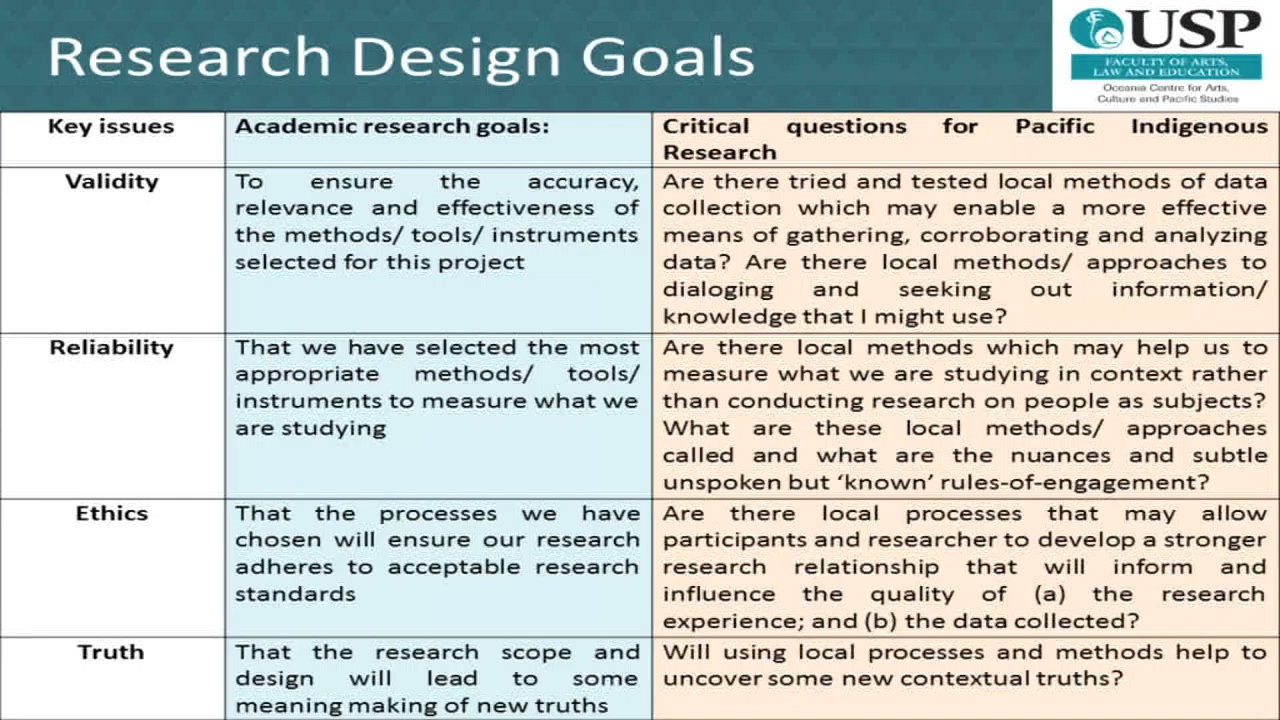 Research Design Goals
USP
FACULTY OF ARTS,
LAW AND EDUCATION
Oceania Centre for Arts,
Culture and Pacific Studies
Key issues
Academic research goals:
Critical questions for Pacific Indigenous
Research
Validity
To ensure the accuracy,
relevance and effectiveness of
the methods/ tools/ instruments
selected for this project
Are there tried and tested local methods of data
collection which may enable a more effective
means of gathering, corroborating and analyzing
data? Are there local methods/ approaches to
dialoging and seeking out information/
knowledge that I might use?
Reliability
That we have selected the most
appropriate methods/ tools/
instruments to measure what we
are studying
Are there local methods which may help us to
measure what we are studying in context rather
than conducting research on people as subjects?
What are these local methods/ approaches
called and what are the nuances and subtle
unspoken but ‘known’ rules-of-engagement?
Ethics
That the processes we have
chosen will ensure our research
adheres to acceptable research
standards
Are there local processes that may allow
participants and researcher to develop a stronger
research relationship that will inform and
influence the quality of (a) the research
experience; and (b) the data collected?
Truth
That the research scope and
design will lead to some
meaning making of new truths
Will using local processes and methods help to
uncover some new contextual truths?